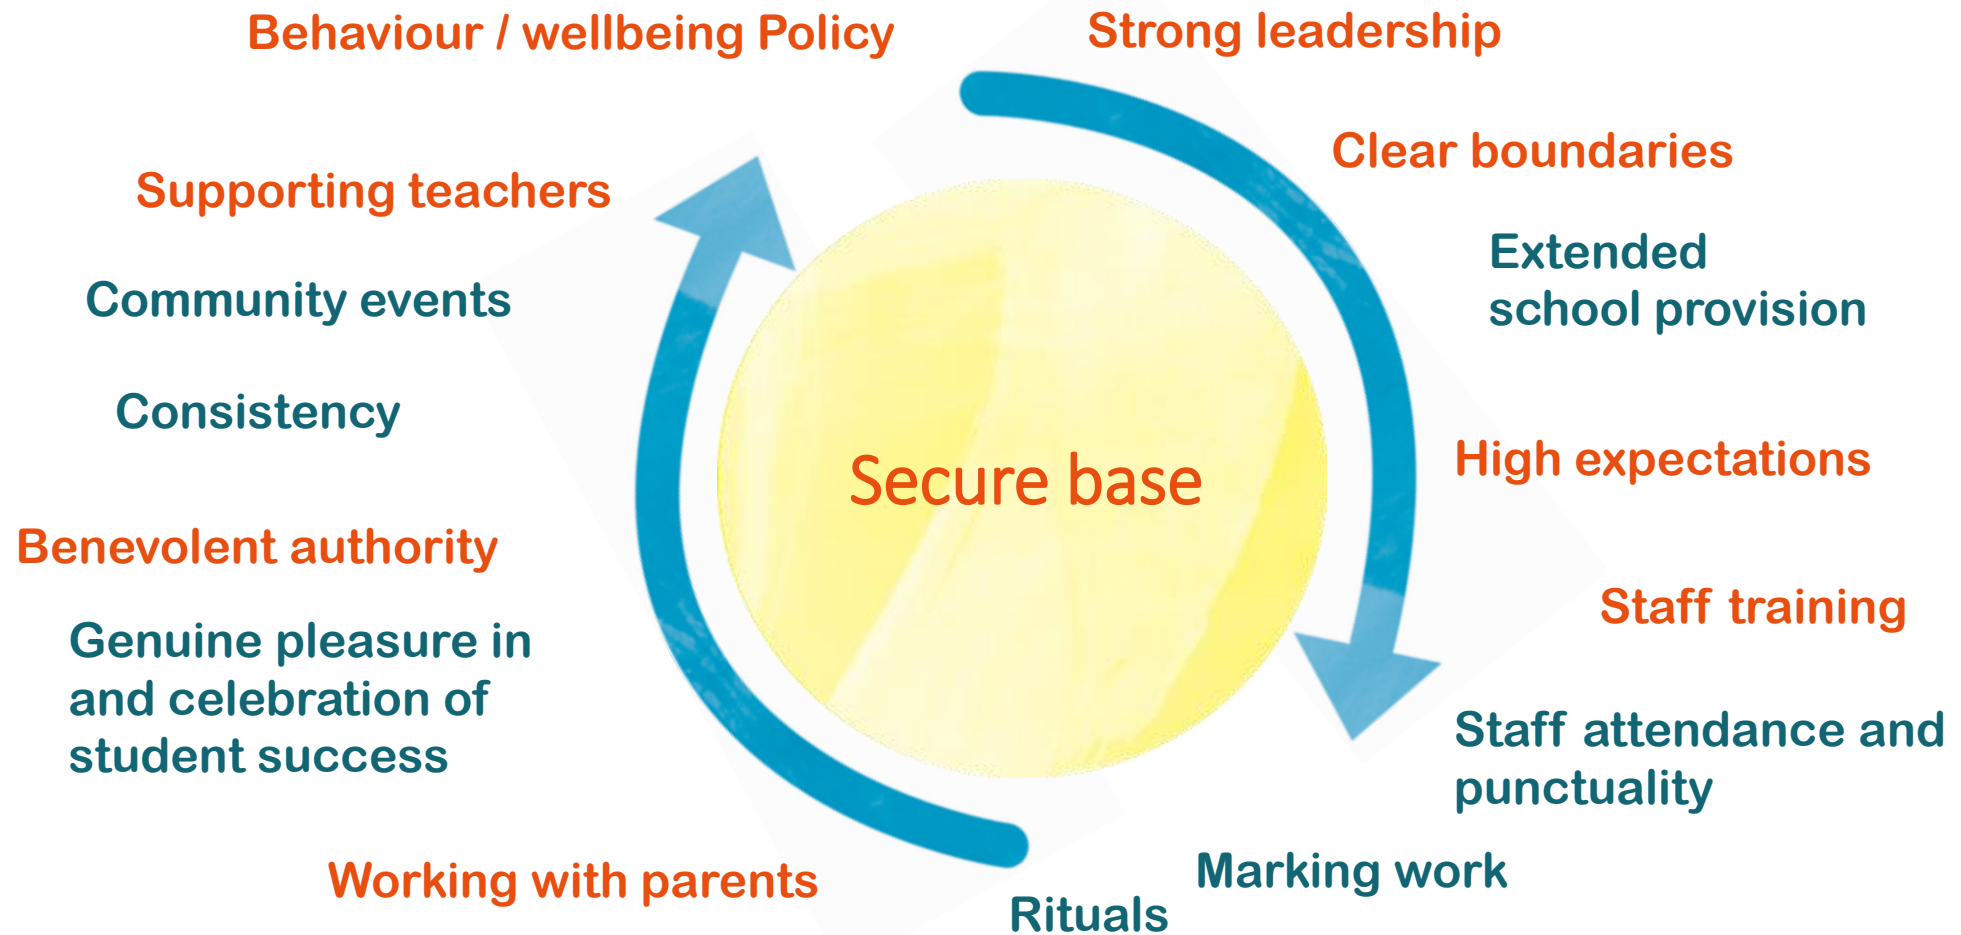 Behaviour / wellbeing Policy
Strong leadership
Clear boundaries
Extended
school provision
High expectations
Staff training
Staff attendance and
punctuality
Marking work
Rituals
Working with parents
Genuine pleasure in
and celebration of
student success
Benevolent authority
Consistency
Community events
Supporting teachers
Secure base